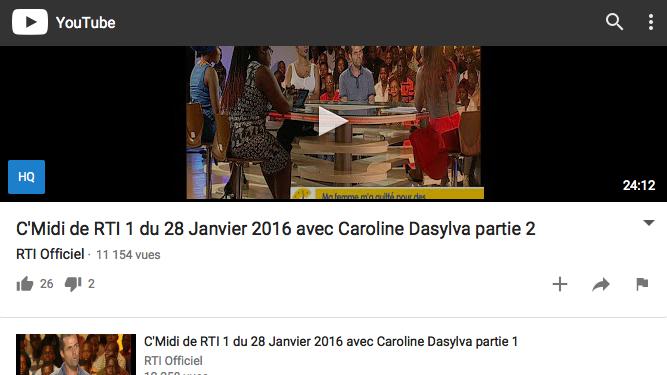 YouTube
Ma femme m'a quitté pour des
HQ
24:12
C'Midi de RTI 1 du 28 Janvier 2016 avec Caroline Dasylva partie 2
RTI Officiel · 11 154 vues
26 2
C'Midi de RTI 1 du 28 Janvier 2016 avec Caroline Dasylva partie 1
RTI Officiel
vues